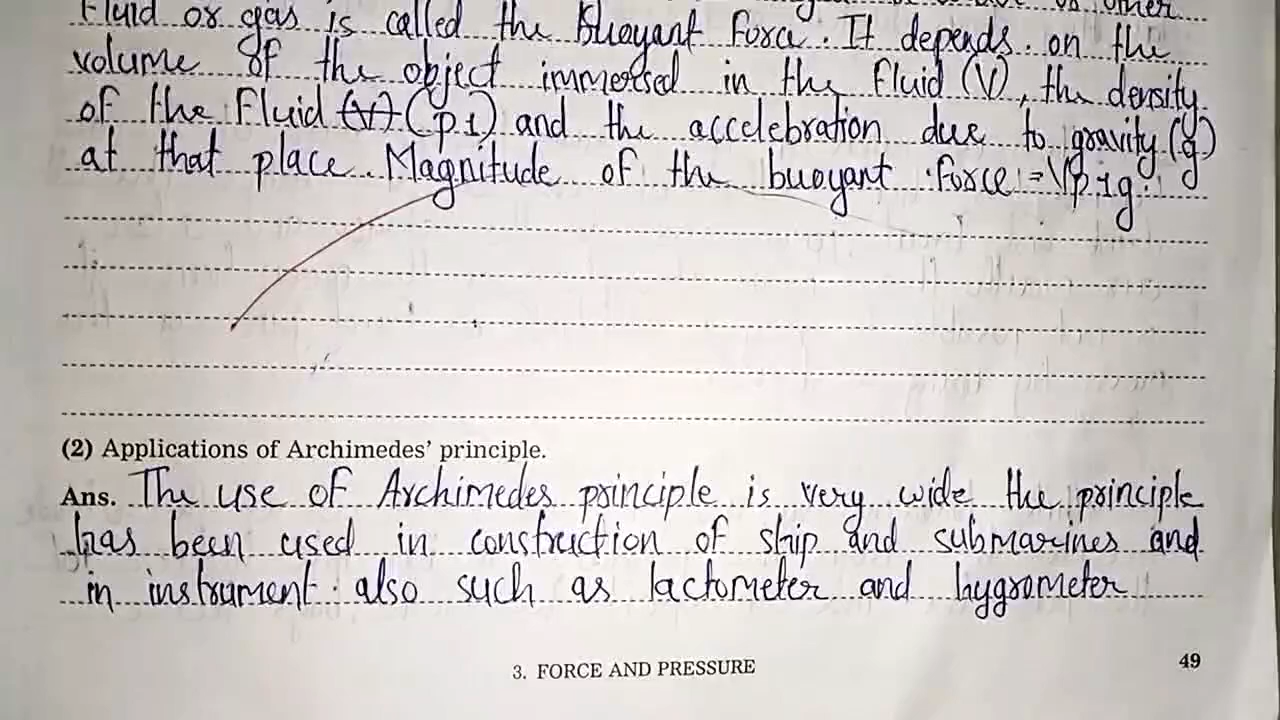 Fluid or gas is called the Buoyant Force. It depends on the
volume of the object immersed in the fluid (V), the density
of the Fluid (p1) and the accelebration due to gravity (g)
at that place. Magnitude of the buoyant force = Vp1g.
(2) Applications of Archimedes' principle.
Ans. The use of Archimedes principle is very wide the principle
has been used in construction of ship and submarines and
in instrument also such as lactometer and hygrometer
3. FORCE AND PRESSURE
49